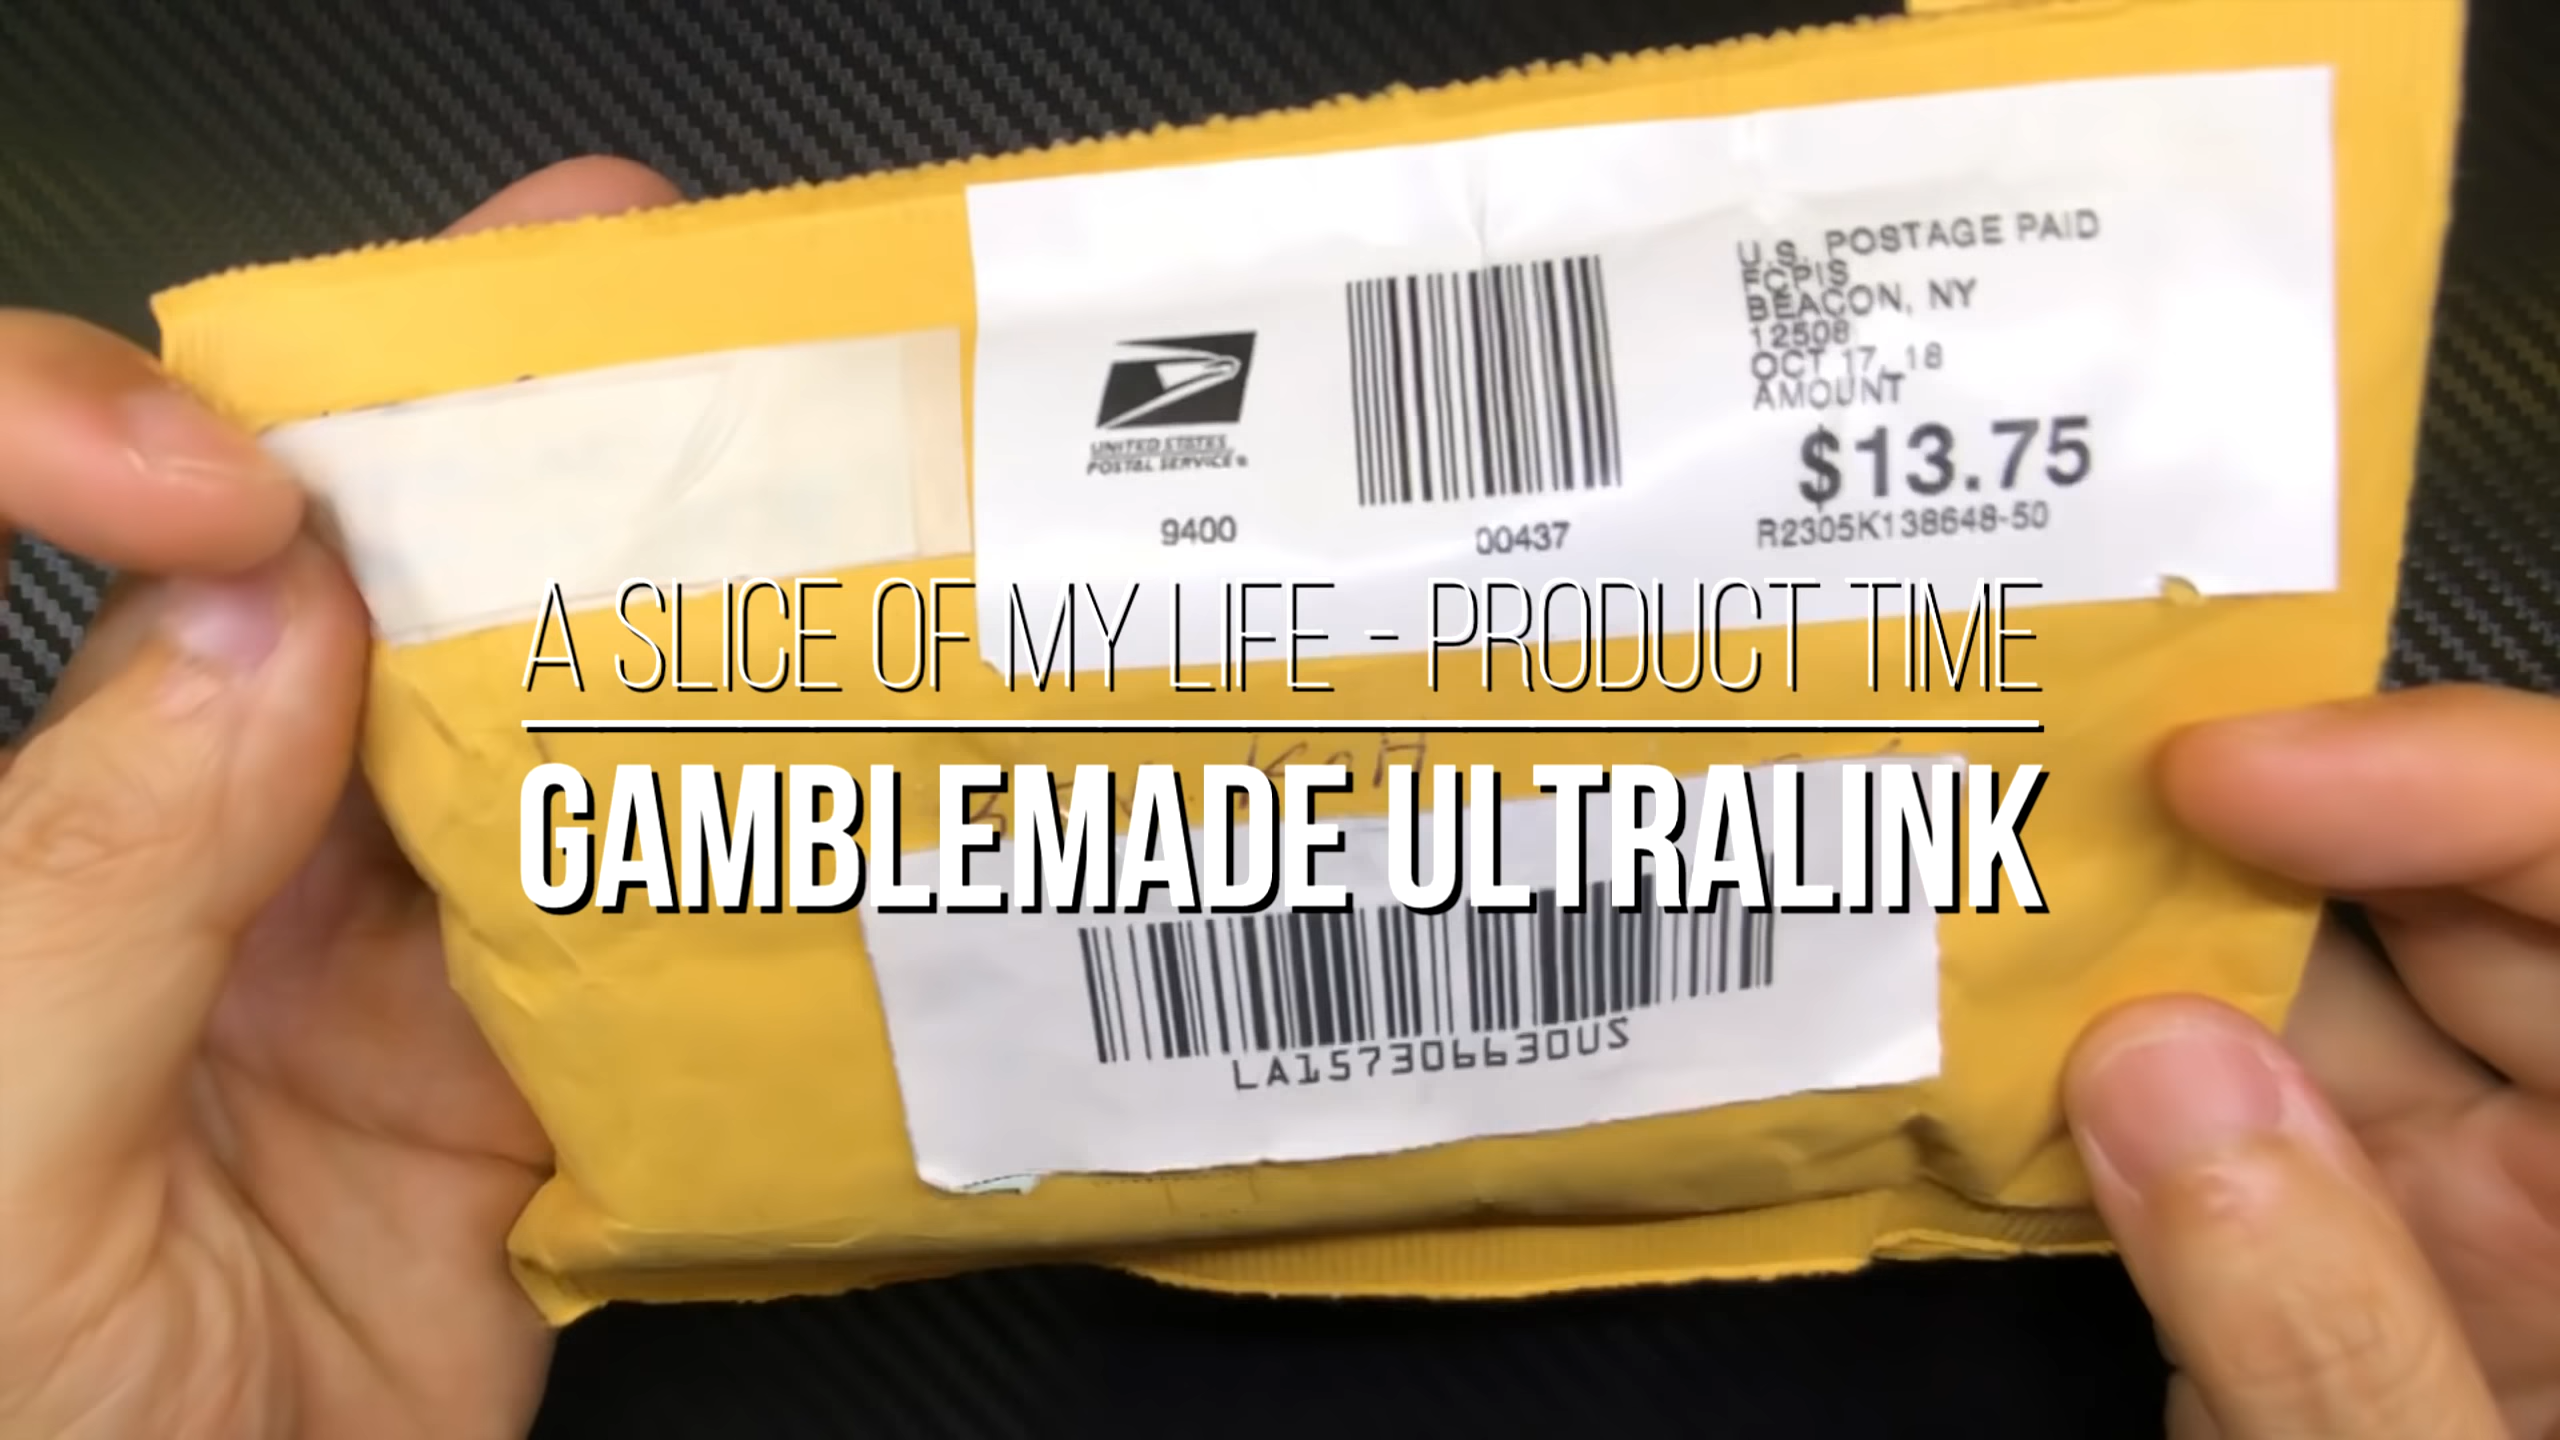 U.S. POSTAGE PAID
FCPIS
BEACON, NY
12508
OCT 17, 18
AMOUNT
$13.75
R2305K138648-50
UNITED STATES
POSTAL SERVICE®
9400
00437
A SLICE OF MY LIFE - PRODUCT TIME
GAMBLEMADE ULTRALINK
LA157306630US